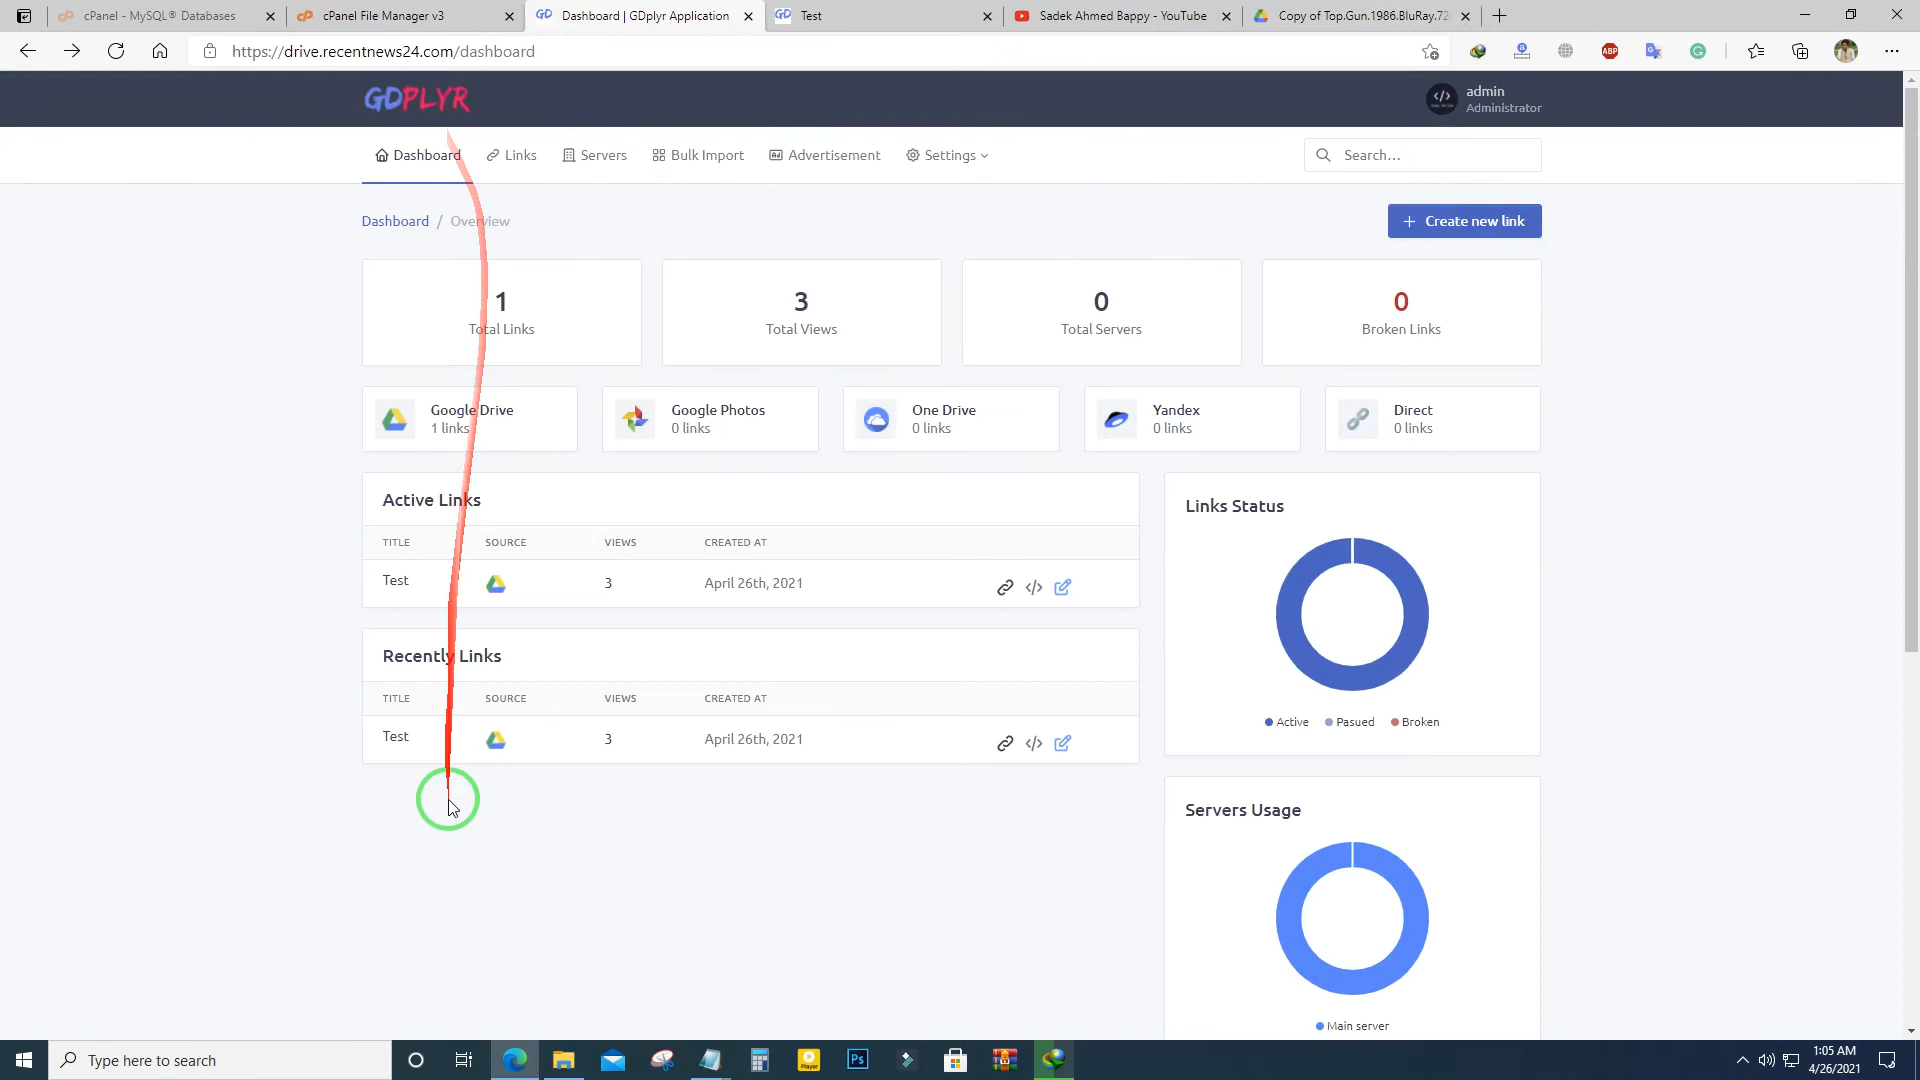 cPanel - MySQL® Databases
cPanel File Manager v3
GD Dashboard | GDplyr Application
GD Test
Sadek Ahmed Bappy - YouTube
Copy of Top.Gun.1986.BluRay.72
https://drive.recentnews24.com/dashboard
ABP
GDPLYR
admin
Administrator
Dashboard
Links
Servers
Bulk Import
Advertisement
Settings
Search...
Dashboard / Overview
+ Create new link
1
Total Links
3
Total Views
0
Total Servers
0
Broken Links
Google Drive
1 links
Google Photos
0 links
One Drive
0 links
Yandex
0 links
Direct
0 links
Active Links
TITLE SOURCE VIEWS CREATED AT
Test 3 April 26th, 2021
Recently Links
TITLE SOURCE VIEWS CREATED AT
Test 3 April 26th, 2021
Links Status
Active Pasued Broken
Servers Usage
Main server
Type here to search
Player
Ps
1:05 AM
4/26/2021